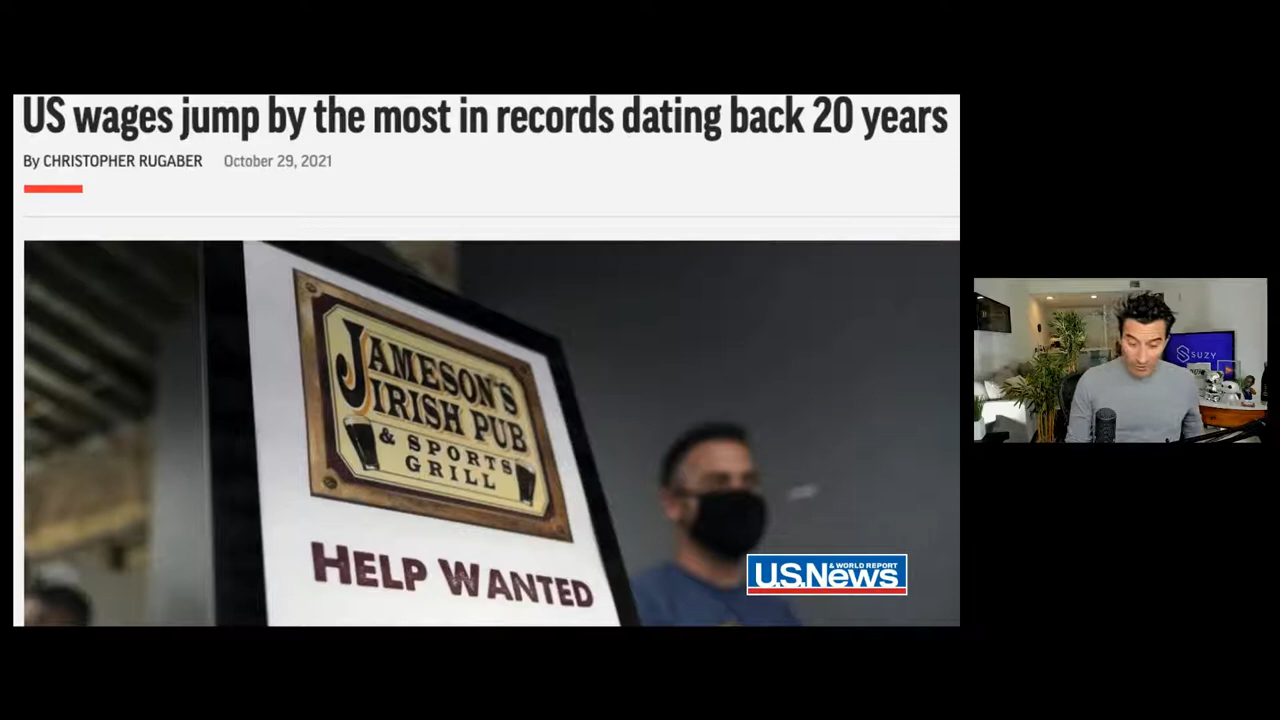 US wages jump by the most in records dating back 20 years
By CHRISTOPHER RUGABER October 29, 2021
JAMESON'S
IRISH PUB
& SPORTS
GRILL
HELP WANTED
& WORLD REPORT
U.S.News
SUZY